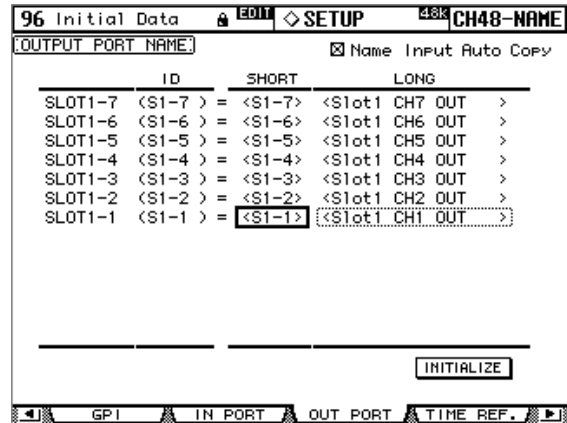 96 Initial Data EDIT ◇SETUP 48K CH48-NAME
OUTPUT PORT NAME
☒ Name Input Auto Copy
ID SHORT LONG
SLOT1-7 (S1-7 ) = <S1-7> <Slot1 CH7 OUT >
SLOT1-6 (S1-6 ) = <S1-6> <Slot1 CH6 OUT >
SLOT1-5 (S1-5 ) = <S1-5> <Slot1 CH5 OUT >
SLOT1-4 (S1-4 ) = <S1-4> <Slot1 CH4 OUT >
SLOT1-3 (S1-3 ) = <S1-3> <Slot1 CH3 OUT >
SLOT1-2 (S1-2 ) = <S1-2> <Slot1 CH2 OUT >
SLOT1-1 (S1-1 ) = <S1-1> <Slot1 CH1 OUT >
INITIALIZE
GPI IN PORT OUT PORT TIME REF.